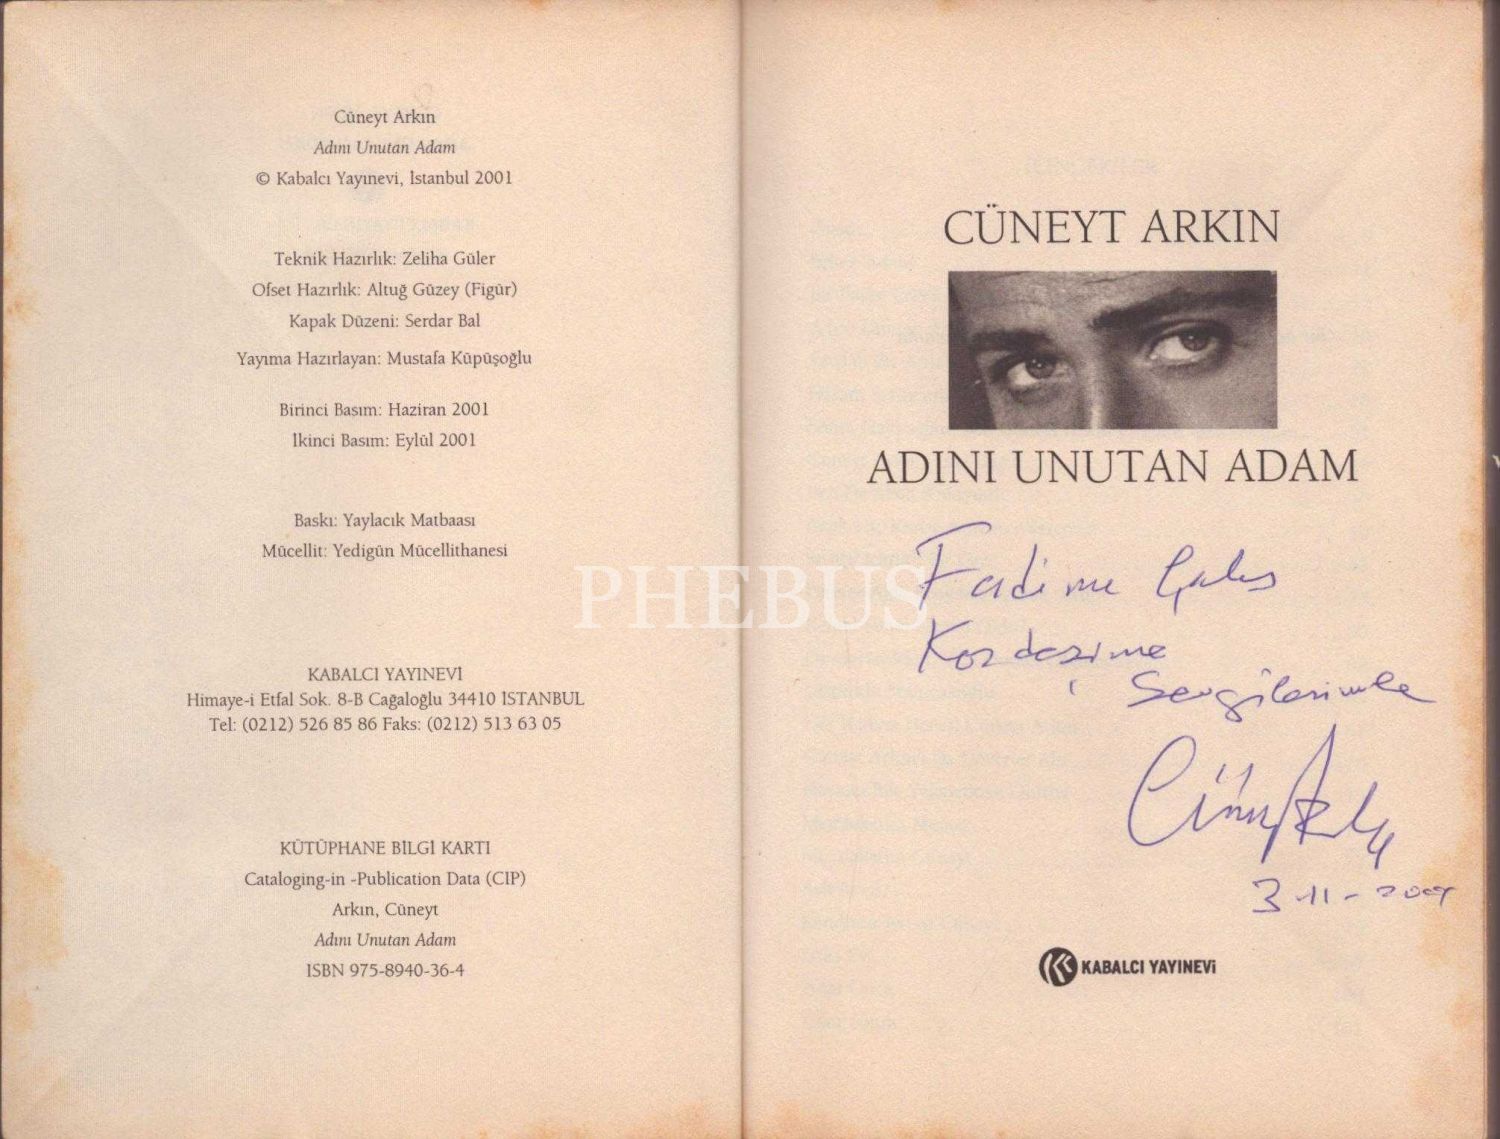 Cüneyt Arkın
Adını Unutan Adam
© Kabalcı Yayınevi, İstanbul 2001
Teknik Hazırlık: Zeliha Güler
Ofset Hazırlık: Altuğ Güzey (Figür)
Kapak Düzeni: Serdar Bal
Yayıma Hazırlayan: Mustafa Küpüşoğlu
Birinci Basım: Haziran 2001
İkinci Basım: Eylül 2001
Baskı: Yaylacık Matbaası
Mücellit: Yedigün Mücellithanesi
KABALCI YAYINEVİ
Himaye-i Etfal Sok. 8-B Cağaloğlu 34410 İSTANBUL
Tel: (0212) 526 85 86 Faks: (0212) 513 63 05
KÜTÜPHANE BİLGİ KARTI
Cataloging-in -Publication Data (CIP)
Arkın, Cüneyt
Adını Unutan Adam
ISBN 975-8940-36-4
PHEBUS
CÜNEYT ARKIN
ADINI UNUTAN ADAM
Fadime
Kardeşime
Sevgilerimle
Cüneyt Arkın
3-11-
KABALCI YAYINEVİ